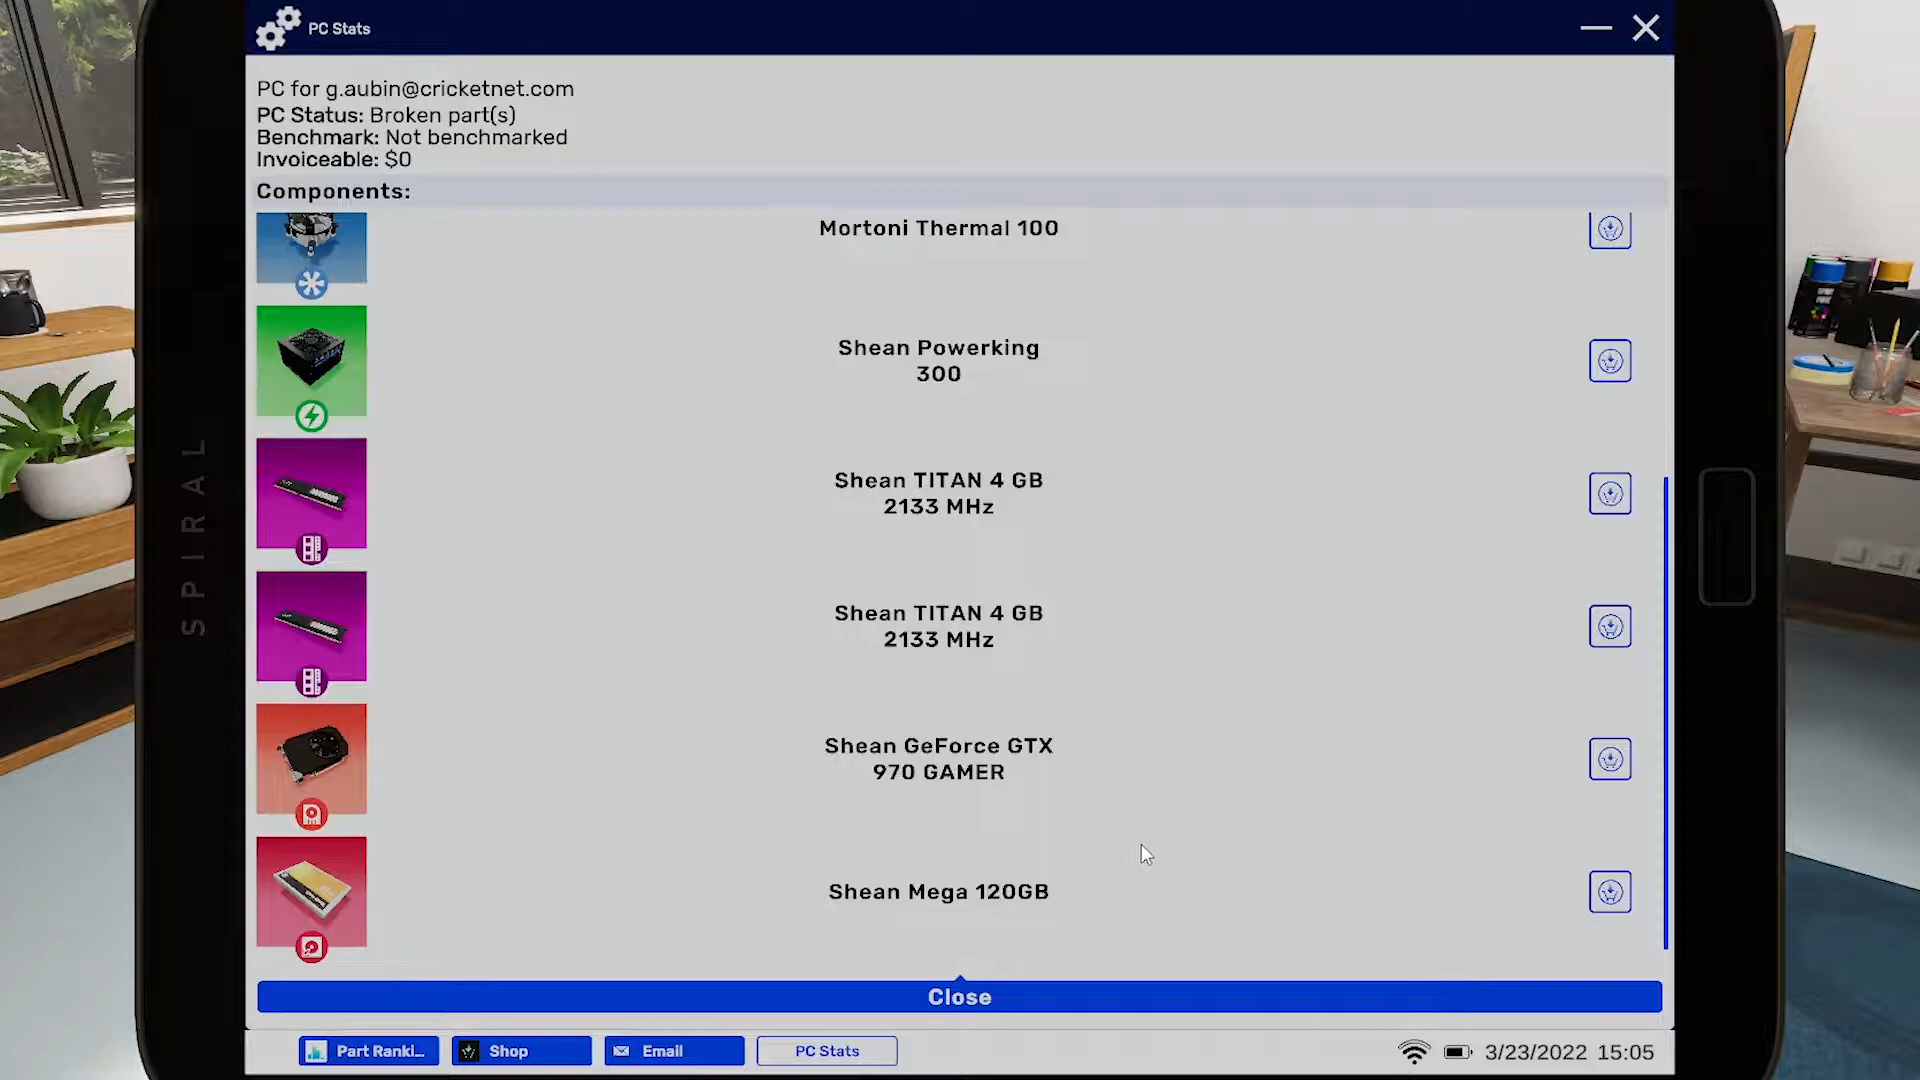 PC Stats
PC for g.aubin@cricketnet.com
PC Status: Broken part(s)
Benchmark: Not benchmarked
Invoiceable: $0
Components:
Mortoni Thermal 100
Shean Powerking
300
Shean TITAN 4 GB
2133 MHz
Shean TITAN 4 GB
2133 MHz
Shean GeForce GTX
970 GAMER
Shean Mega 120GB
Close
Part Ranki...
Shop
Email
PC Stats
3/23/2022 15:05
SPIRAL